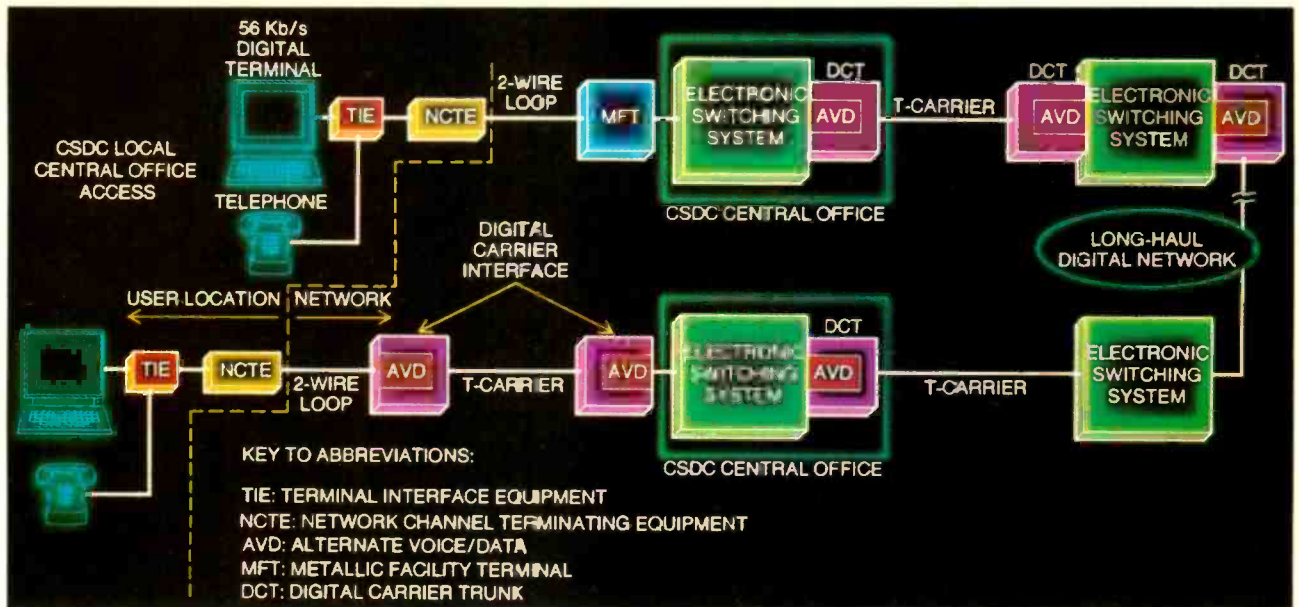 56 Kb/s
DIGITAL
TERMINAL
TIE
NCTE
2-WIRE
LOOP
MFT
ELECTRONIC
SWITCHING
SYSTEM
DCT
AVD
T-CARRIER
DCT
AVD
ELECTRONIC
SWITCHING
SYSTEM
DCT
AVD
CSDC LOCAL
CENTRAL OFFICE
ACCESS
TELEPHONE
CSDC CENTRAL OFFICE
DIGITAL
CARRIER
INTERFACE
LONG-HAUL
DIGITAL NETWORK
USER LOCATION
NETWORK
TIE
NCTE
2-WIRE
LOOP
AVD
T-CARRIER
AVD
ELECTRONIC
SWITCHING
SYSTEM
DCT
AVD
T-CARRIER
ELECTRONIC
SWITCHING
SYSTEM
CSDC CENTRAL OFFICE
KEY TO ABBREVIATIONS:
TIE: TERMINAL INTERFACE EQUIPMENT
NCTE: NETWORK CHANNEL TERMINATING EQUIPMENT
AVD: ALTERNATE VOICE/DATA
MFT: METALLIC FACILITY TERMINAL
DCT: DIGITAL CARRIER TRUNK